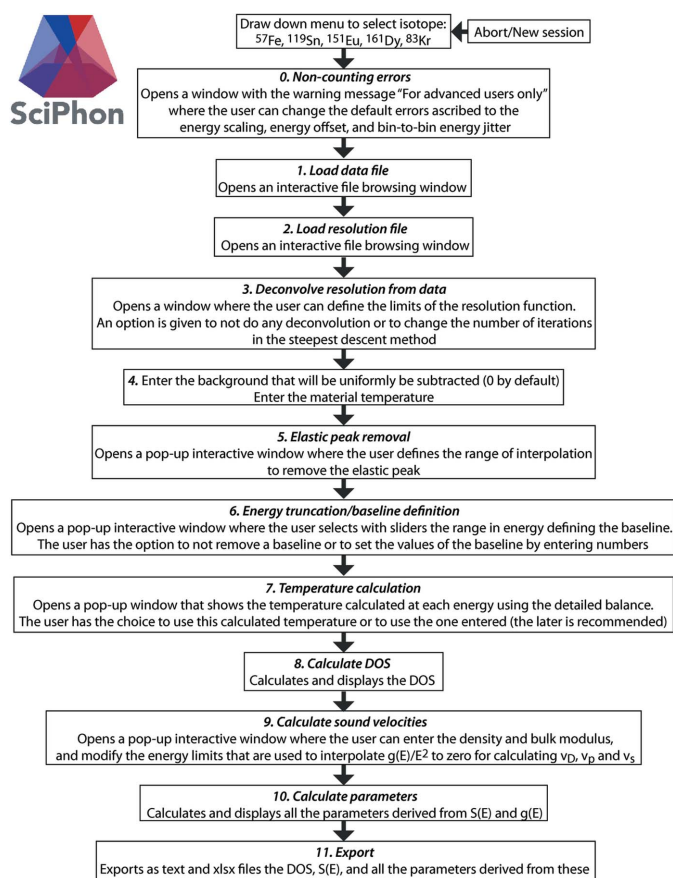 SciPhon
Draw down menu to select isotope:
⁵⁷Fe, ¹¹⁹Sn, ¹⁵¹Eu, ¹⁶¹Dy, ⁸³Kr
Abort/New session
0. Non-counting errors
Opens a window with the warning message “For advanced users only”
where the user can change the default errors ascribed to the
energy scaling, energy offset, and bin-to-bin energy jitter
1. Load data file
Opens an interactive file browsing window
2. Load resolution file
Opens an interactive file browsing window
3. Deconvolve resolution from data
Opens a window where the user can define the limits of the resolution function.
An option is given to not do any deconvolution or to change the number of iterations
in the steepest descent method
4. Enter the background that will be uniformly be subtracted (0 by default)
Enter the material temperature
5. Elastic peak removal
Opens a pop-up interactive window where the user defines the range of interpolation
to remove the elastic peak
6. Energy truncation/baseline definition
Opens a pop-up interactive window where the user selects with sliders the range in energy defining the baseline.
The user has the option to not remove a baseline or to set the values of the baseline by entering numbers
7. Temperature calculation
Opens a pop-up window that shows the temperature calculated at each energy using the detailed balance.
The user has the choice to use this calculated temperature or to use the one entered (the later is recommended)
8. Calculate DOS
Calculates and displays the DOS
9. Calculate sound velocities
Opens a pop-up interactive window where the user can enter the density and bulk modulus,
and modify the energy limits that are used to interpolate g(E)/E² to zero for calculating v_D, v_p and v_s
10. Calculate parameters
Calculates and displays all the parameters derived from S(E) and g(E)
11. Export
Exports as text and xlsx files the DOS, S(E), and all the parameters derived from these